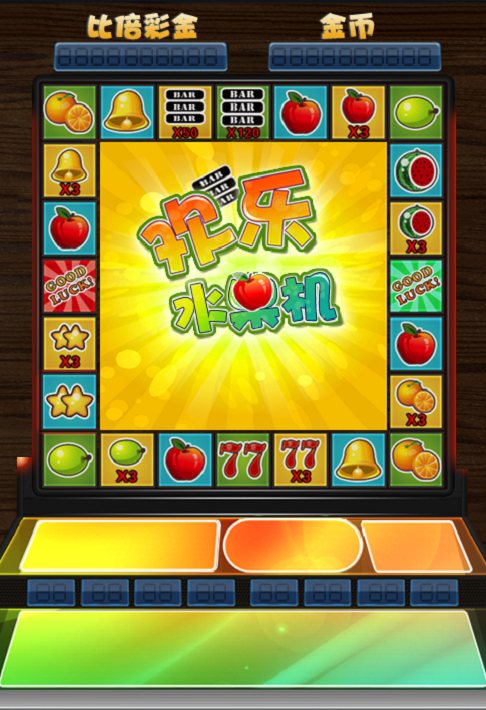 比倍彩金 金币
BAR BAR BAR X50
BAR BAR BAR X120
X3
X3
BAR BAR BAR
欢乐
水果机
X3
GOOD LUCK!
GOOD LUCK!
X3
X3
X3
77
77 X3